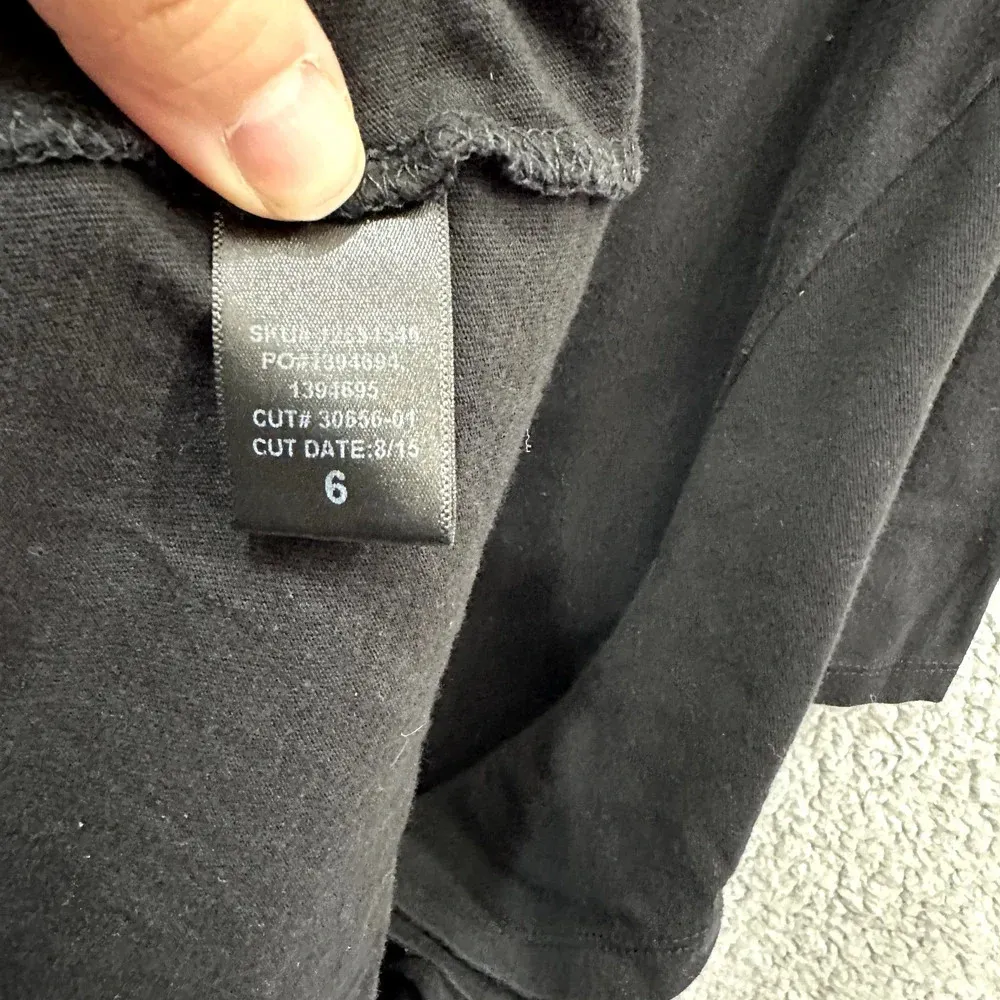 SKU#
PO#1394694,
1394695
CUT# 30656-01
CUT DATE:8/15
6